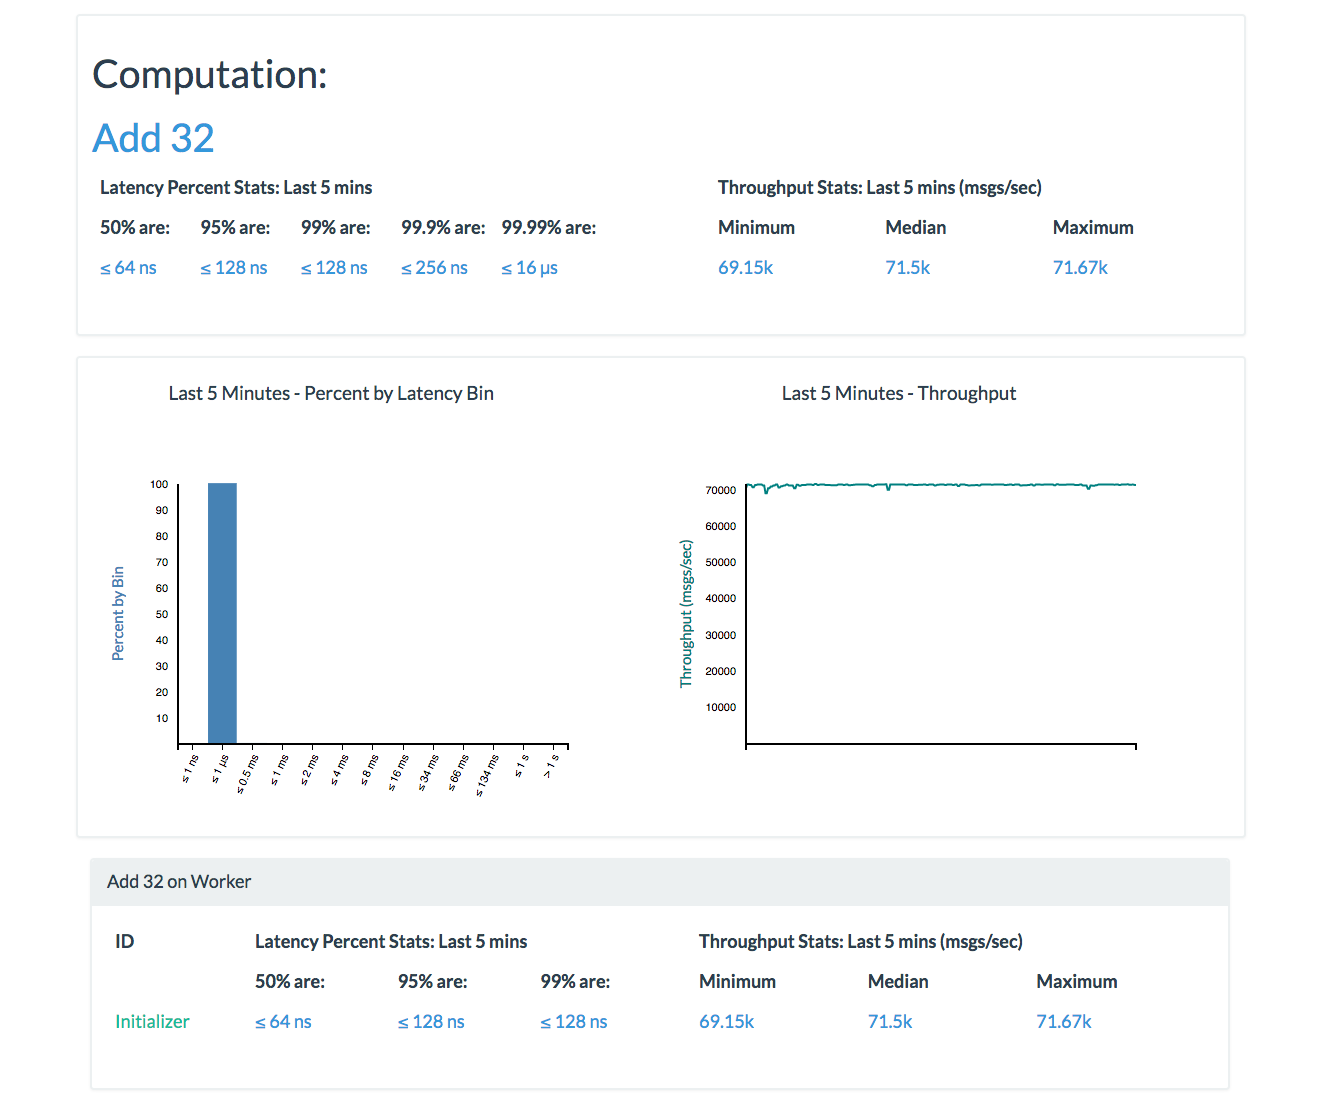 Computation:
Add 32
Latency Percent Stats: Last 5 mins
50% are: 95% are: 99% are: 99.9% are: 99.99% are:
≤ 64 ns ≤ 128 ns ≤ 128 ns ≤ 256 ns ≤ 16 µs
Throughput Stats: Last 5 mins (msgs/sec)
Minimum Median Maximum
69.15k 71.5k 71.67k
Last 5 Minutes - Percent by Latency Bin
Percent by Bin
100
90
80
70
60
50
40
30
20
10
≤ 1 ns
≤ 1 µs
≤ 0.5 ms
≤ 1 ms
≤ 2 ms
≤ 4 ms
≤ 8 ms
≤ 16 ms
≤ 34 ms
≤ 66 ms
≤ 134 ms
≤ 1 s
> 1 s
Last 5 Minutes - Throughput
Throughput (msgs/sec)
70000
60000
50000
40000
30000
20000
10000
Add 32 on Worker
ID Latency Percent Stats: Last 5 mins Throughput Stats: Last 5 mins (msgs/sec)
50% are: 95% are: 99% are: Minimum Median Maximum
Initializer ≤ 64 ns ≤ 128 ns ≤ 128 ns 69.15k 71.5k 71.67k